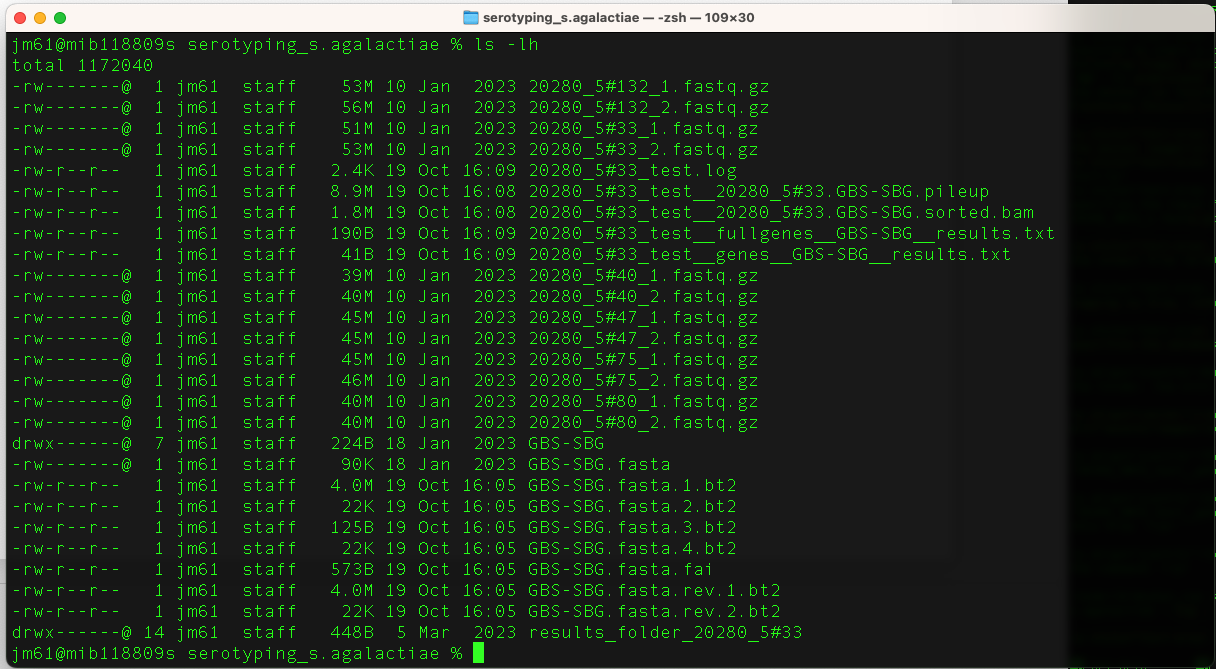 serotyping_s.agalactiae — -zsh — 109×30
jm61@mib118809s serotyping_s.agalactiae % ls -lh
total 1172040
-rw-------@  1 jm61  staff    53M 10 Jan  2023 20280_5#132_1.fastq.gz
-rw-------@  1 jm61  staff    56M 10 Jan  2023 20280_5#132_2.fastq.gz
-rw-------@  1 jm61  staff    51M 10 Jan  2023 20280_5#33_1.fastq.gz
-rw-------@  1 jm61  staff    53M 10 Jan  2023 20280_5#33_2.fastq.gz
-rw-r--r--   1 jm61  staff   2.4K 19 Oct 16:09 20280_5#33_test.log
-rw-r--r--   1 jm61  staff   8.9M 19 Oct 16:08 20280_5#33_test__20280_5#33.GBS-SBG.pileup
-rw-r--r--   1 jm61  staff   1.8M 19 Oct 16:08 20280_5#33_test__20280_5#33.GBS-SBG.sorted.bam
-rw-r--r--   1 jm61  staff   190B 19 Oct 16:09 20280_5#33_test__fullgenes__GBS-SBG__results.txt
-rw-r--r--   1 jm61  staff    41B 19 Oct 16:09 20280_5#33_test__genes__GBS-SBG__results.txt
-rw-------@  1 jm61  staff    39M 10 Jan  2023 20280_5#40_1.fastq.gz
-rw-------@  1 jm61  staff    40M 10 Jan  2023 20280_5#40_2.fastq.gz
-rw-------@  1 jm61  staff    45M 10 Jan  2023 20280_5#47_1.fastq.gz
-rw-------@  1 jm61  staff    45M 10 Jan  2023 20280_5#47_2.fastq.gz
-rw-------@  1 jm61  staff    45M 10 Jan  2023 20280_5#75_1.fastq.gz
-rw-------@  1 jm61  staff    46M 10 Jan  2023 20280_5#75_2.fastq.gz
-rw-------@  1 jm61  staff    40M 10 Jan  2023 20280_5#80_1.fastq.gz
-rw-------@  1 jm61  staff    40M 10 Jan  2023 20280_5#80_2.fastq.gz
drwx------@  7 jm61  staff   224B 18 Jan  2023 GBS-SBG
-rw-------@  1 jm61  staff    90K 18 Jan  2023 GBS-SBG.fasta
-rw-r--r--   1 jm61  staff   4.0M 19 Oct 16:05 GBS-SBG.fasta.1.bt2
-rw-r--r--   1 jm61  staff    22K 19 Oct 16:05 GBS-SBG.fasta.2.bt2
-rw-r--r--   1 jm61  staff   125B 19 Oct 16:05 GBS-SBG.fasta.3.bt2
-rw-r--r--   1 jm61  staff    22K 19 Oct 16:05 GBS-SBG.fasta.4.bt2
-rw-r--r--   1 jm61  staff   573B 19 Oct 16:05 GBS-SBG.fasta.fai
-rw-r--r--   1 jm61  staff   4.0M 19 Oct 16:05 GBS-SBG.fasta.rev.1.bt2
-rw-r--r--   1 jm61  staff    22K 19 Oct 16:05 GBS-SBG.fasta.rev.2.bt2
drwx------@ 14 jm61  staff   448B  5 Mar  2023 results_folder_20280_5#33
jm61@mib118809s serotyping_s.agalactiae %